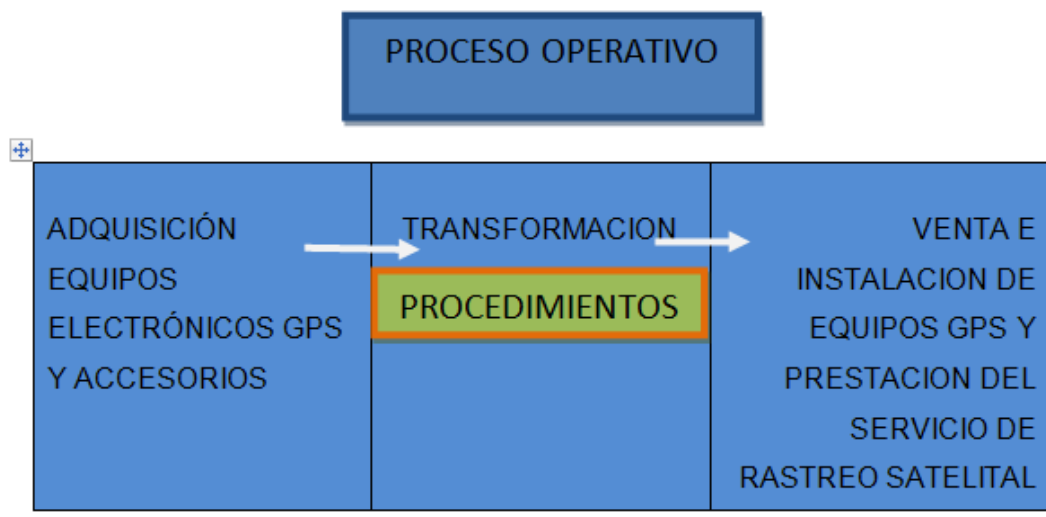 PROCESO OPERATIVO
ADQUISICIÓN
EQUIPOS
ELECTRÓNICOS GPS
Y ACCESORIOS
TRANSFORMACION
PROCEDIMIENTOS
VENTA E
INSTALACION DE
EQUIPOS GPS Y
PRESTACION DEL
SERVICIO DE
RASTREO SATELITAL